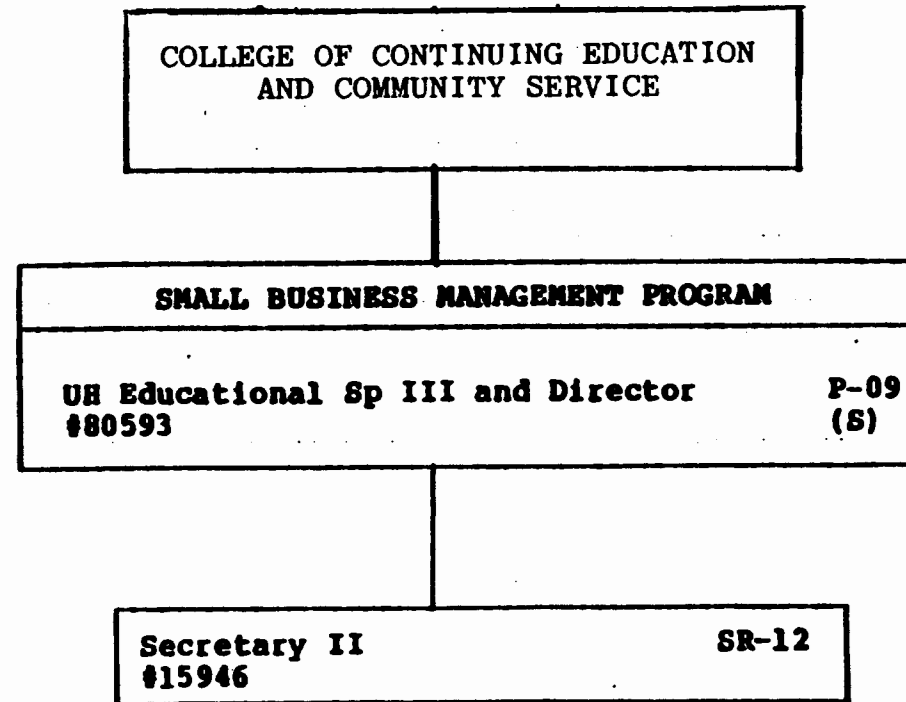 COLLEGE OF CONTINUING EDUCATION
AND COMMUNITY SERVICE
SMALL BUSINESS MANAGEMENT PROGRAM
UH Educational Sp III and Director P-09
#80593 (S)
Secretary II SR-12
#15946